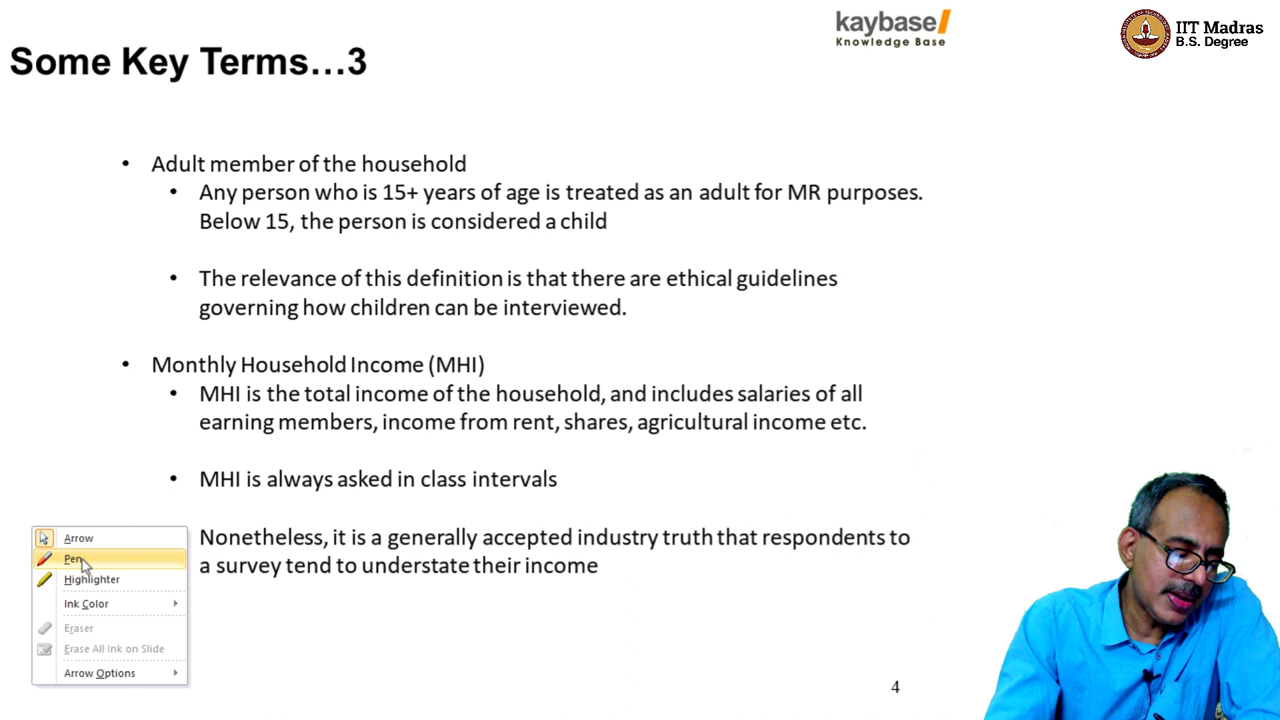 kaybase
Knowledge Base
IIT Madras
B.S. Degree
Some Key Terms…3
• Adult member of the household
• Any person who is 15+ years of age is treated as an adult for MR purposes.
Below 15, the person is considered a child
• The relevance of this definition is that there are ethical guidelines
governing how children can be interviewed.
• Monthly Household Income (MHI)
• MHI is the total income of the household, and includes salaries of all
earning members, income from rent, shares, agricultural income etc.
• MHI is always asked in class intervals
Nonetheless, it is a generally accepted industry truth that respondents to
a survey tend to understate their income
Arrow
Pen
Highlighter
Ink Color
Eraser
Erase All Ink on Slide
Arrow Options
4